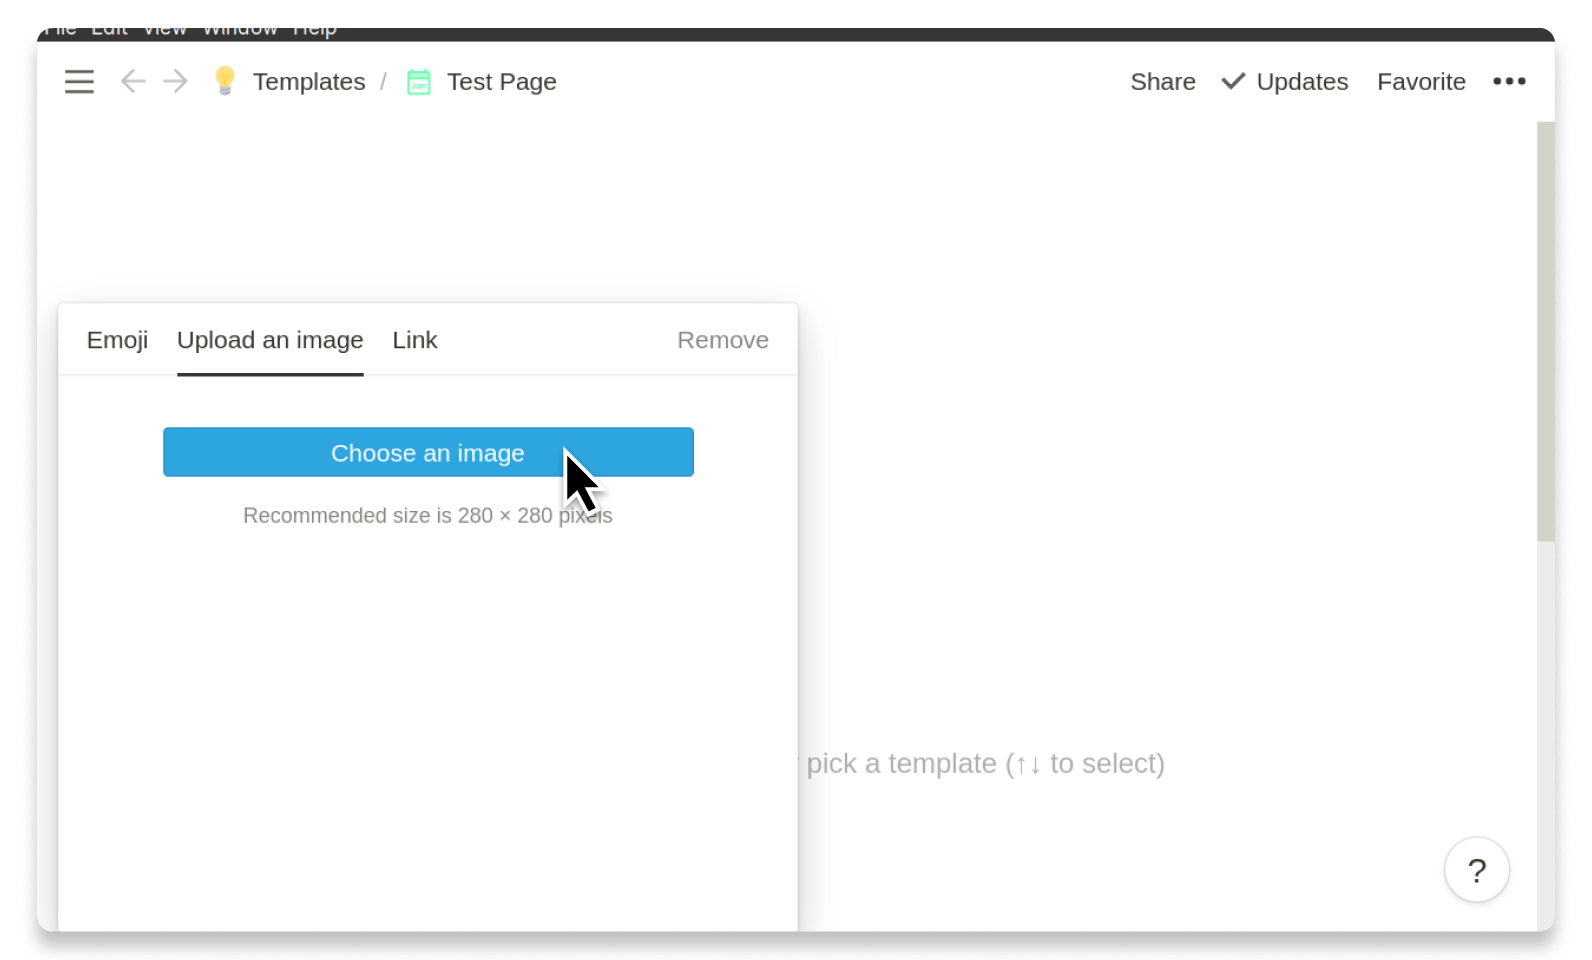 File Edit View Window Help
Templates / Test Page Share Updates Favorite •••
Emoji Upload an image Link Remove
Choose an image
Recommended size is 280 × 280 pixels
pick a template (↑↓ to select)
?